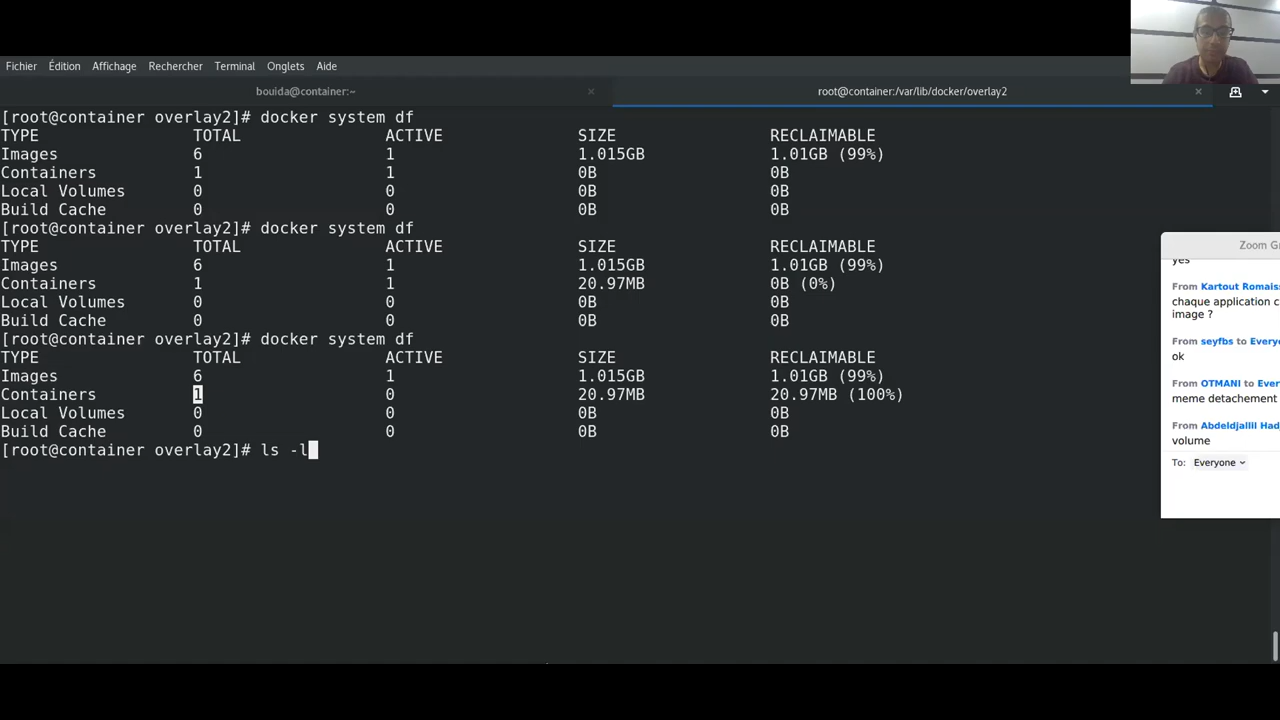 Fichier Édition Affichage Rechercher Terminal Onglets Aide
bouida@container:~ × root@container:/var/lib/docker/overlay2 ×
[root@container overlay2]# docker system df
TYPE TOTAL ACTIVE SIZE RECLAIMABLE
Images 6 1 1.015GB 1.01GB (99%)
Containers 1 1 0B 0B
Local Volumes 0 0 0B 0B
Build Cache 0 0 0B 0B
[root@container overlay2]# docker system df
TYPE TOTAL ACTIVE SIZE RECLAIMABLE
Images 6 1 1.015GB 1.01GB (99%)
Containers 1 1 20.97MB 0B (0%)
Local Volumes 0 0 0B 0B
Build Cache 0 0 0B 0B
[root@container overlay2]# docker system df
TYPE TOTAL ACTIVE SIZE RECLAIMABLE
Images 6 1 1.015GB 1.01GB (99%)
Containers 1 0 20.97MB 20.97MB (100%)
Local Volumes 0 0 0B 0B
Build Cache 0 0 0B 0B
[root@container overlay2]# ls -l
Zoom G
yes
From Kartout Romaiss
chaque application c
image ?
From seyfbs to Every
ok
From OTMANI to Ever
meme detachement
From Abdeldjallil Had
volume
To: Everyone